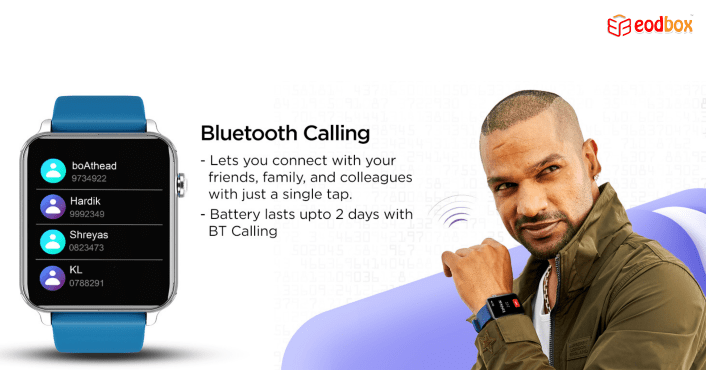 eodbox
boAthead
9734922
Hardik
9992349
Shreyas
0823473
KL
0788291
Bluetooth Calling
- Lets you connect with your
friends, family, and colleagues
with just a single tap.
- Battery lasts upto 2 days with
BT Calling